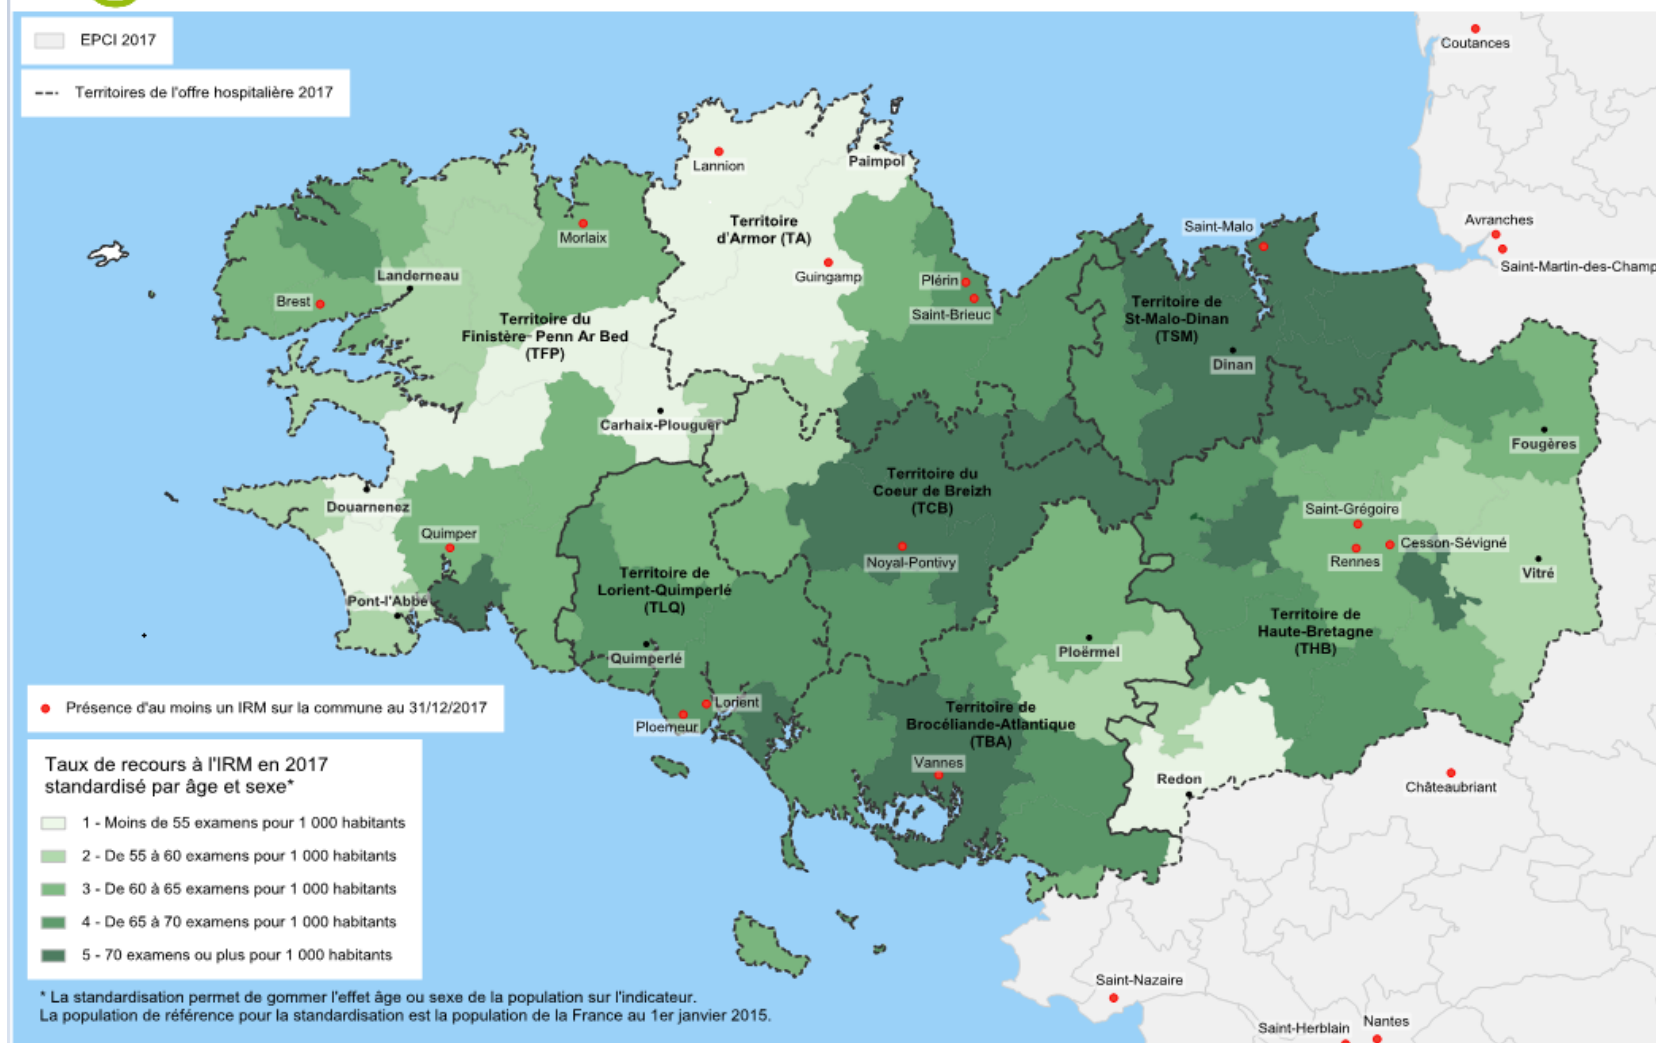 EPCI 2017
Territoires de l'offre hospitalière 2017
Coutances
Avranches
Saint-Martin-des-Champ
Lannion
Paimpol
Territoire
d'Armor (TA)
Morlaix
Guingamp
Saint-Malo
Landerneau
Brest
Plérin
Saint-Brieuc
Territoire de
St-Malo-Dinan
(TSM)
Territoire du
Finistère- Penn Ar Bed
(TFP)
Dinan
Carhaix-Plouguer
Fougères
Territoire du
Coeur de Breizh
(TCB)
Douarnenez
Quimper
Saint-Grégoire
Cesson-Sévigné
Rennes
Noyal-Pontivy
Vitré
Territoire de
Lorient-Quimperlé
(TLQ)
Pont-l'Abbé
Territoire de
Haute-Bretagne
(THB)
Quimperlé
Ploërmel
Lorient
Ploemeur
Territoire de
Brocéliande-Atlantique
(TBA)
Vannes
Redon
Châteaubriant
Présence d'au moins un IRM sur la commune au 31/12/2017
Taux de recours à l'IRM en 2017
standardisé par âge et sexe*
1 - Moins de 55 examens pour 1 000 habitants
2 - De 55 à 60 examens pour 1 000 habitants
3 - De 60 à 65 examens pour 1 000 habitants
4 - De 65 à 70 examens pour 1 000 habitants
5 - 70 examens ou plus pour 1 000 habitants
Saint-Nazaire
Saint-Herblain
Nantes
* La standardisation permet de gommer l'effet âge ou sexe de la population sur l'indicateur.
La population de référence pour la standardisation est la population de la France au 1er janvier 2015.